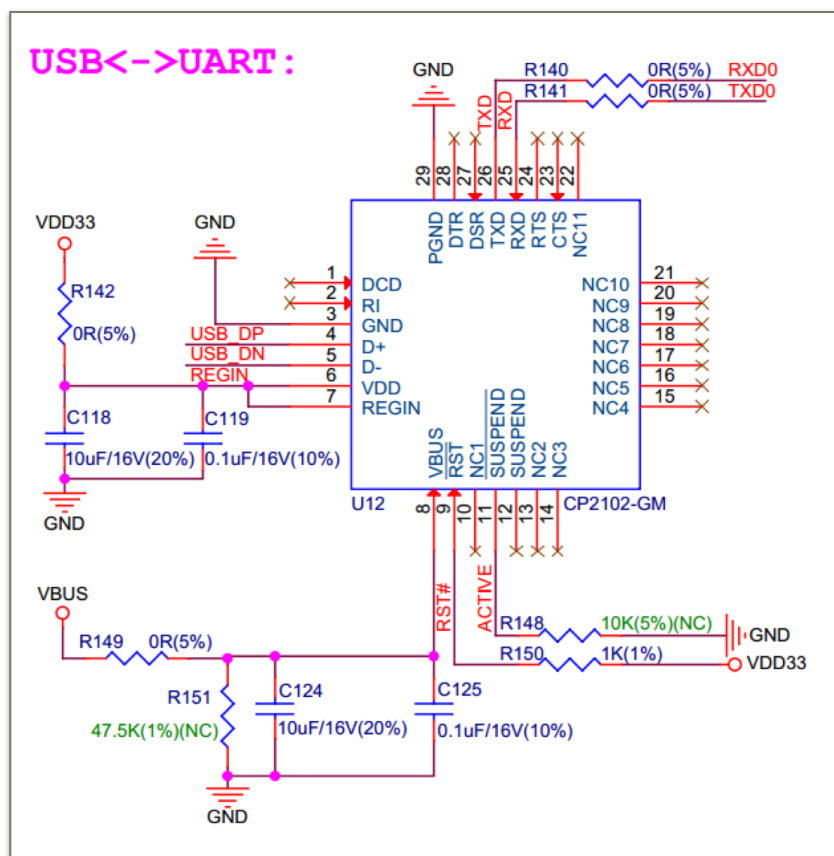 USB<->UART:
GND
R140 0R(5%) RXD0
R141 0R(5%) TXD0
TXD
RXD
29 28 27 26 25 24 23 22
PGND DTR DSR TXD RXD RTS CTS NC11
VDD33
GND
R142
0R(5%)
1 DCD
2 RI
3 GND
USB_DP 4 D+
USB_DN 5 D-
REGIN 6 VDD
7 REGIN
NC10 21
NC9 20
NC8 19
NC7 18
NC6 17
NC5 16
NC4 15
C118
10uF/16V(20%)
C119
0.1uF/16V(10%)
GND
VBUS RST NC1 SUSPEND SUSPEND NC2 NC3
U12
CP2102-GM
8 9 10 11 12 13 14
RST#
ACTIVE
VBUS
R149 0R(5%)
R148 10K(5%)(NC) GND
R150 1K(1%) VDD33
R151
47.5K(1%)(NC)
C124
10uF/16V(20%)
C125
0.1uF/16V(10%)
GND